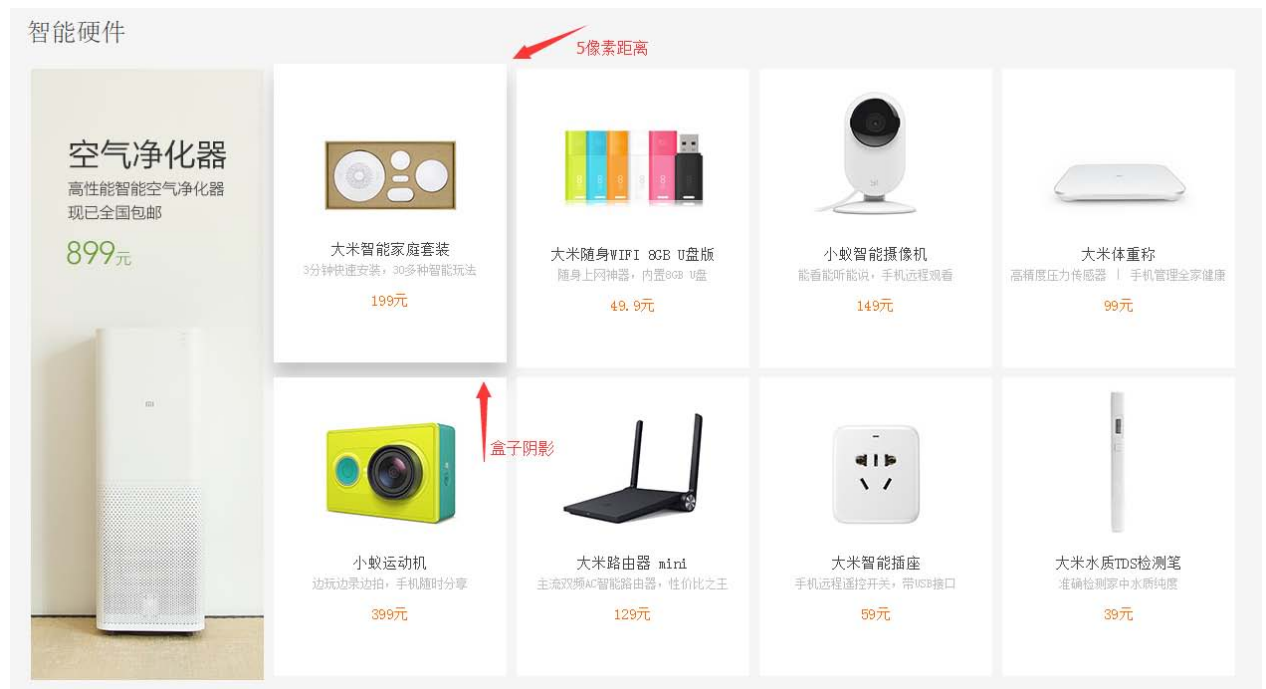 智能硬件
5像素距离
空气净化器
高性能智能空气净化器
现已全国包邮
899元
大米智能家庭套装
3分钟快速安装，30多种智能玩法
199元
大米随身WIFI 8GB U盘版
随身上网神器，内置8GB U盘
49.9元
小蚁智能摄像机
能看能听能说，手机远程观看
149元
大米体重称
高精度压力传感器 | 手机管理全家健康
99元
盒子阴影
小蚁运动机
边玩边录边拍，手机随时分享
399元
大米路由器 mini
主流双频AC智能路由器，性价比之王
129元
大米智能插座
手机远程遥控开关，带USB接口
59元
大米水质TDS检测笔
准确检测家中水质纯度
39元